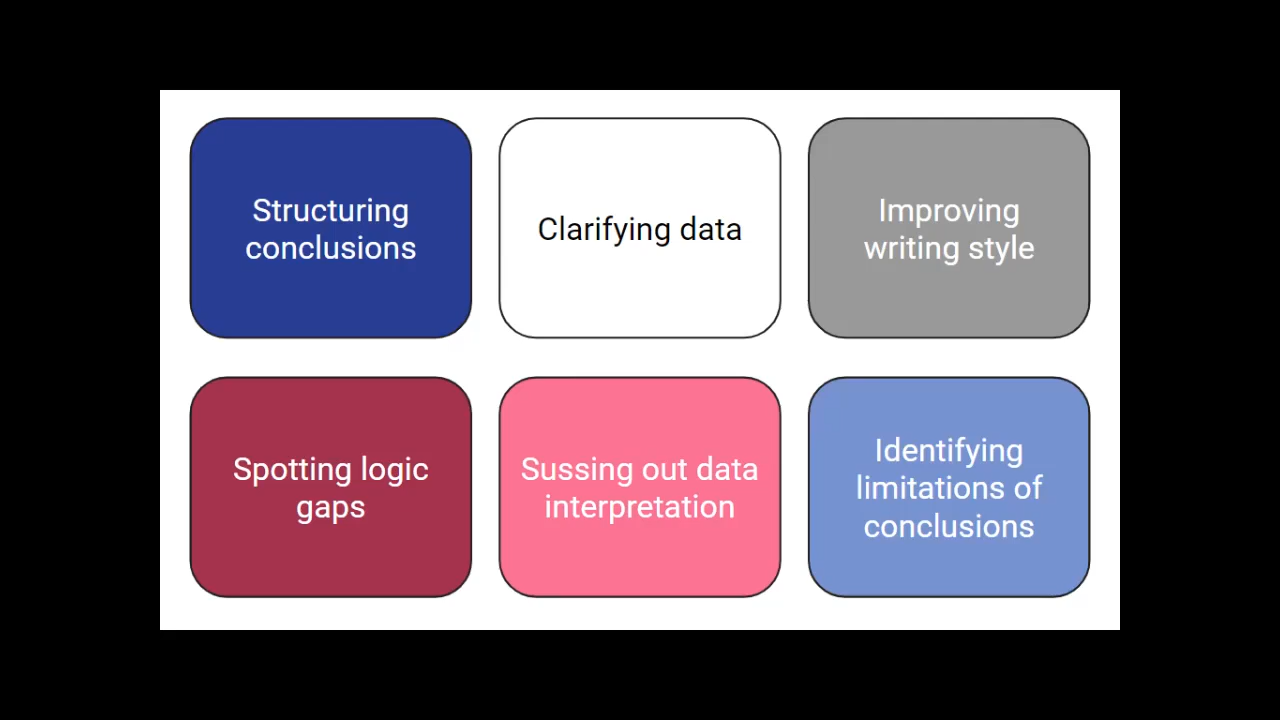 Structuring
conclusions
Clarifying data
Improving
writing style
Spotting logic
gaps
Sussing out data
interpretation
Identifying
limitations of
conclusions